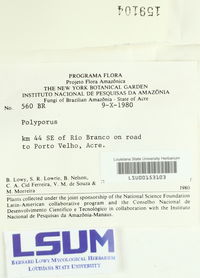 159104
PROGRAMA FLORA
Projeto Flora Amazônica
THE NEW YORK BOTANICAL GARDEN
INSTITUTO NACIONAL DE PESQUISAS DA AMAZÔNIA
Fungi of Brazilian Amazônia - State of Acre
No. 560 BR 9-X-1980
Polyporus
km 44 SE of Rio Branco on road
to Porto Velho, Acre.
Louisiana State University Herbarium
LSU00153103
B. Lowy, S. R. Lowrie, B. Nelson,
C. A. Cid Ferreira, V. M. de Souza &
M. Moreira 1980
Plants collected under the joint sponsorship of the National Science Foundation
Latin-American collaborative program and the Conselho Nacional de
Desenvolvimento Científico e Tecnológico in collaboration with the Instituto
Nacional de Pesquisas da Amazônia-Manaus.
LSUM
BERNARD LOWY MYCOLOGICAL HERBARIUM
LOUISIANA STATE UNIVERSITY